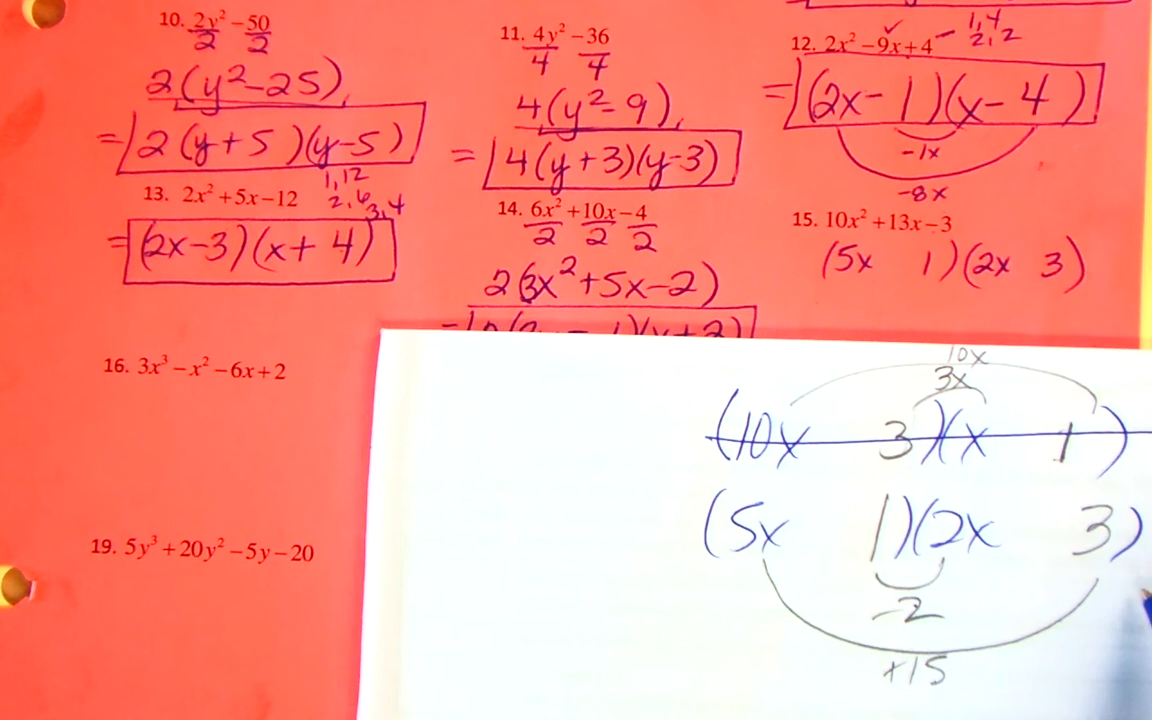 10. 2y² − 50
2 2
2(y²−25)
= 2(y+5)(y−5)
11. 4y² − 36
4 4
4(y²−9)
= 4(y+3)(y−3)
1,4
2,2
12. 2x² − 9x + 4
= (2x−1)(x−4)
−1x
−8x
1,12
2,6
3,4
13. 2x² + 5x − 12
= (2x−3)(x+4)
14. 6x² + 10x − 4
2 2 2
2(3x²+5x−2)
15. 10x² + 13x − 3
(5x 1)(2x 3)
16. 3x³ − x² − 6x + 2
19. 5y³ + 20y² − 5y − 20
10x
3x
(10x 3)(x 1)
(5x 1)(2x 3)
−2
+15